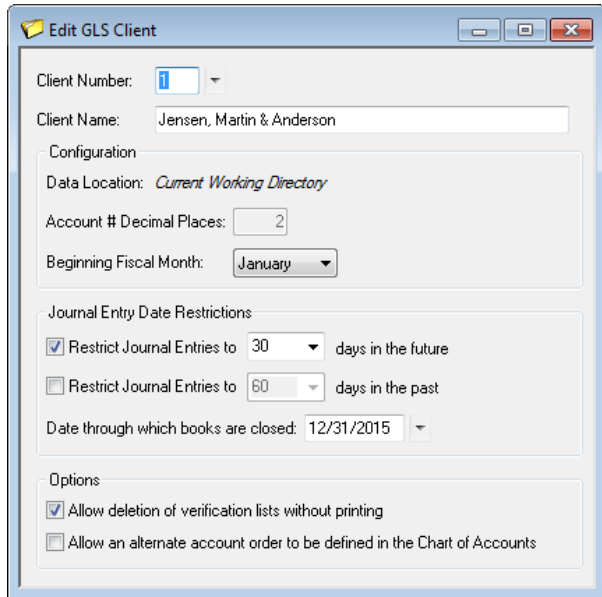 Edit GLS Client
Client Number: 1
Client Name: Jensen, Martin & Anderson
Configuration
Data Location: Current Working Directory
Account # Decimal Places: 2
Beginning Fiscal Month: January
Journal Entry Date Restrictions
Restrict Journal Entries to 30 days in the future
Restrict Journal Entries to 60 days in the past
Date through which books are closed: 12/31/2015
Options
Allow deletion of verification lists without printing
Allow an alternate account order to be defined in the Chart of Accounts